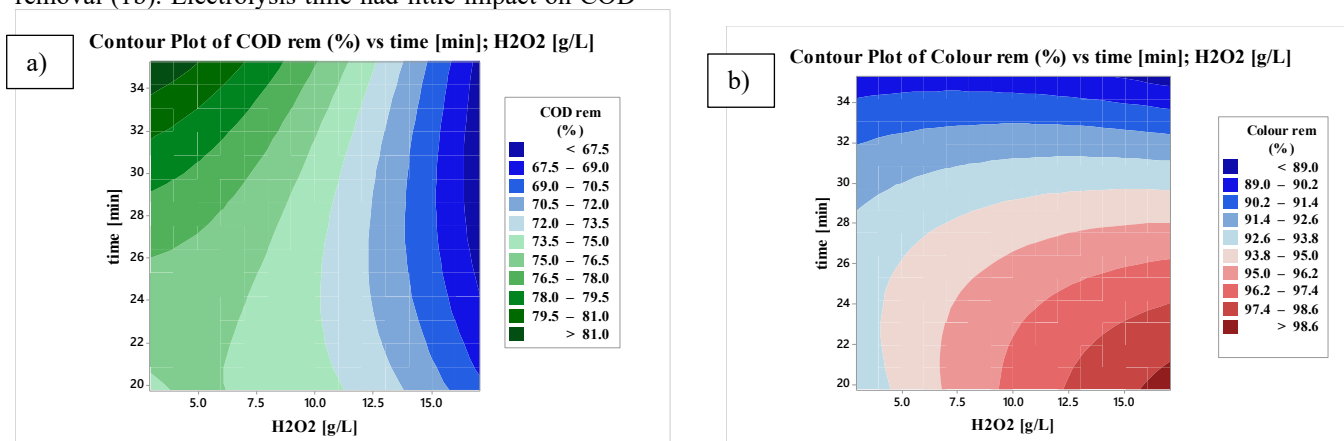 removal (1b). Electrolysis time had little impact on COD
a)
Contour Plot of COD rem (%) vs time [min]; H2O2 [g/L]
34
32
30
28
26
24
22
20
time [min]
5.0 7.5 10.0 12.5 15.0
H2O2 [g/L]
COD rem
(%)
< 67.5
67.5 – 69.0
69.0 – 70.5
70.5 – 72.0
72.0 – 73.5
73.5 – 75.0
75.0 – 76.5
76.5 – 78.0
78.0 – 79.5
79.5 – 81.0
> 81.0
b)
Contour Plot of Colour rem (%) vs time [min]; H2O2 [g/L]
34
32
30
28
26
24
22
20
time [min]
5.0 7.5 10.0 12.5 15.0
H2O2 [g/L]
Colour rem
(%)
< 89.0
89.0 – 90.2
90.2 – 91.4
91.4 – 92.6
92.6 – 93.8
93.8 – 95.0
95.0 – 96.2
96.2 – 97.4
97.4 – 98.6
> 98.6